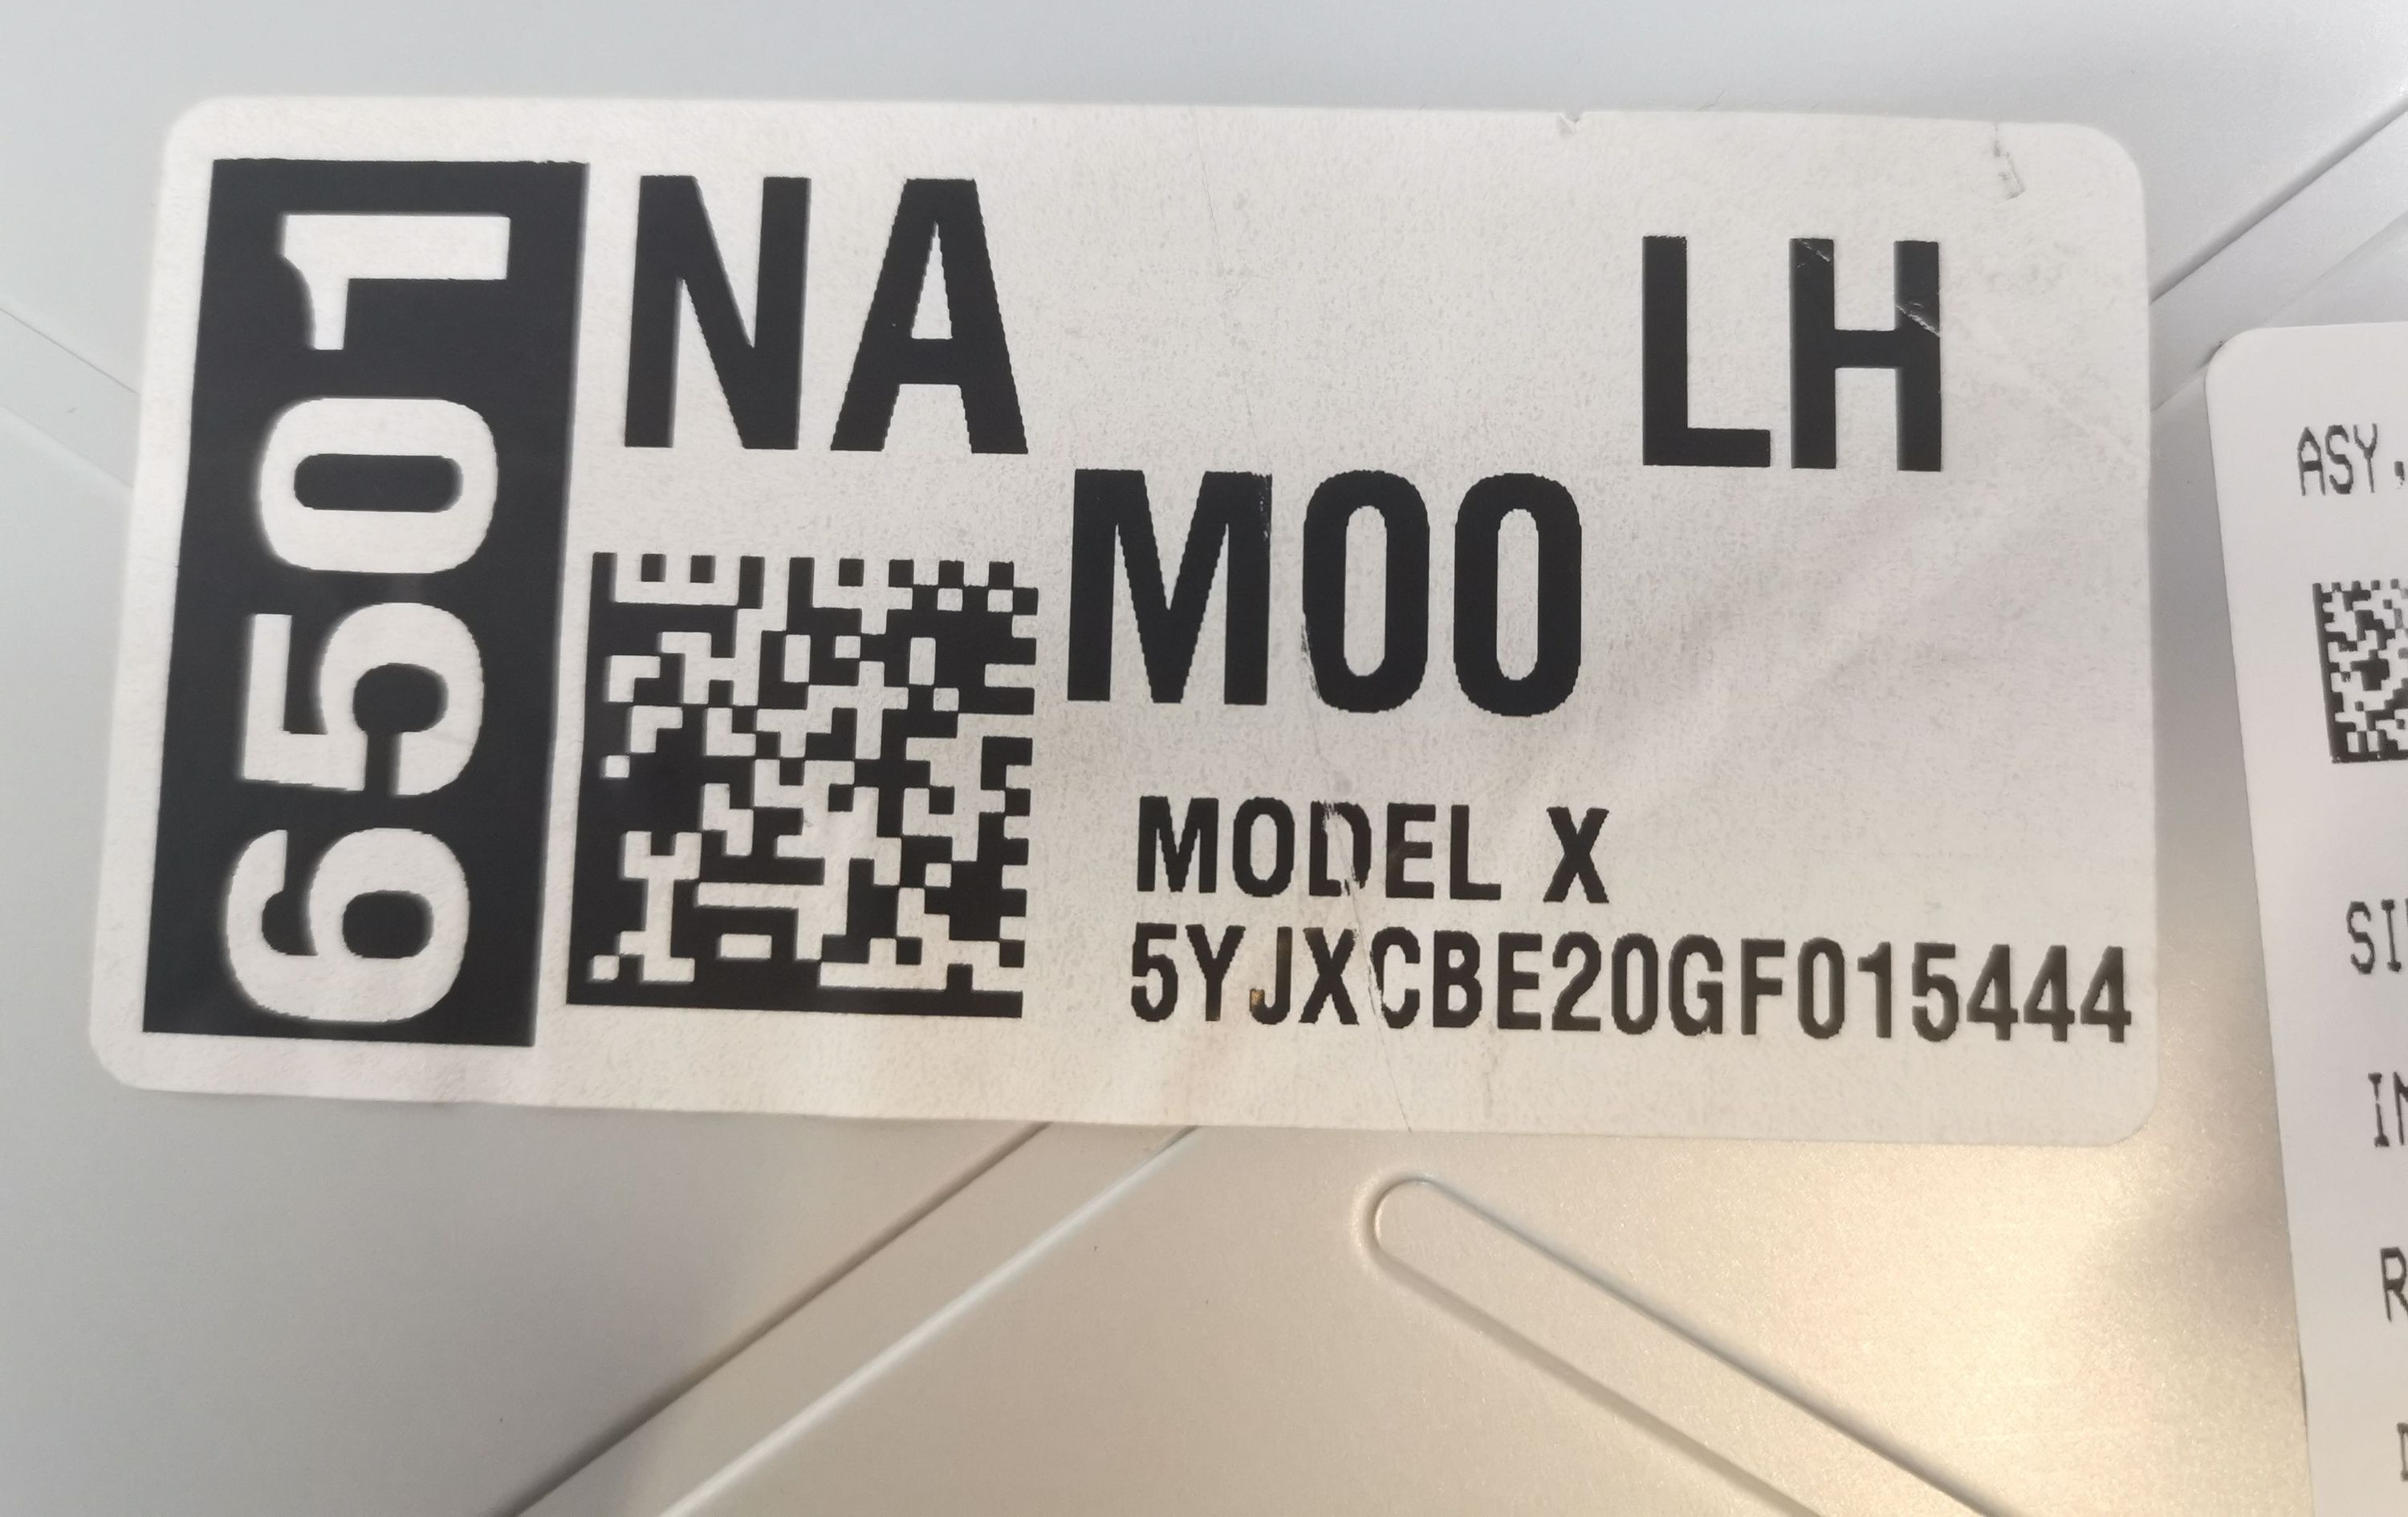 6501
NA
LH
M00
MODEL X
5YJXCBE20GF015444
ASY,